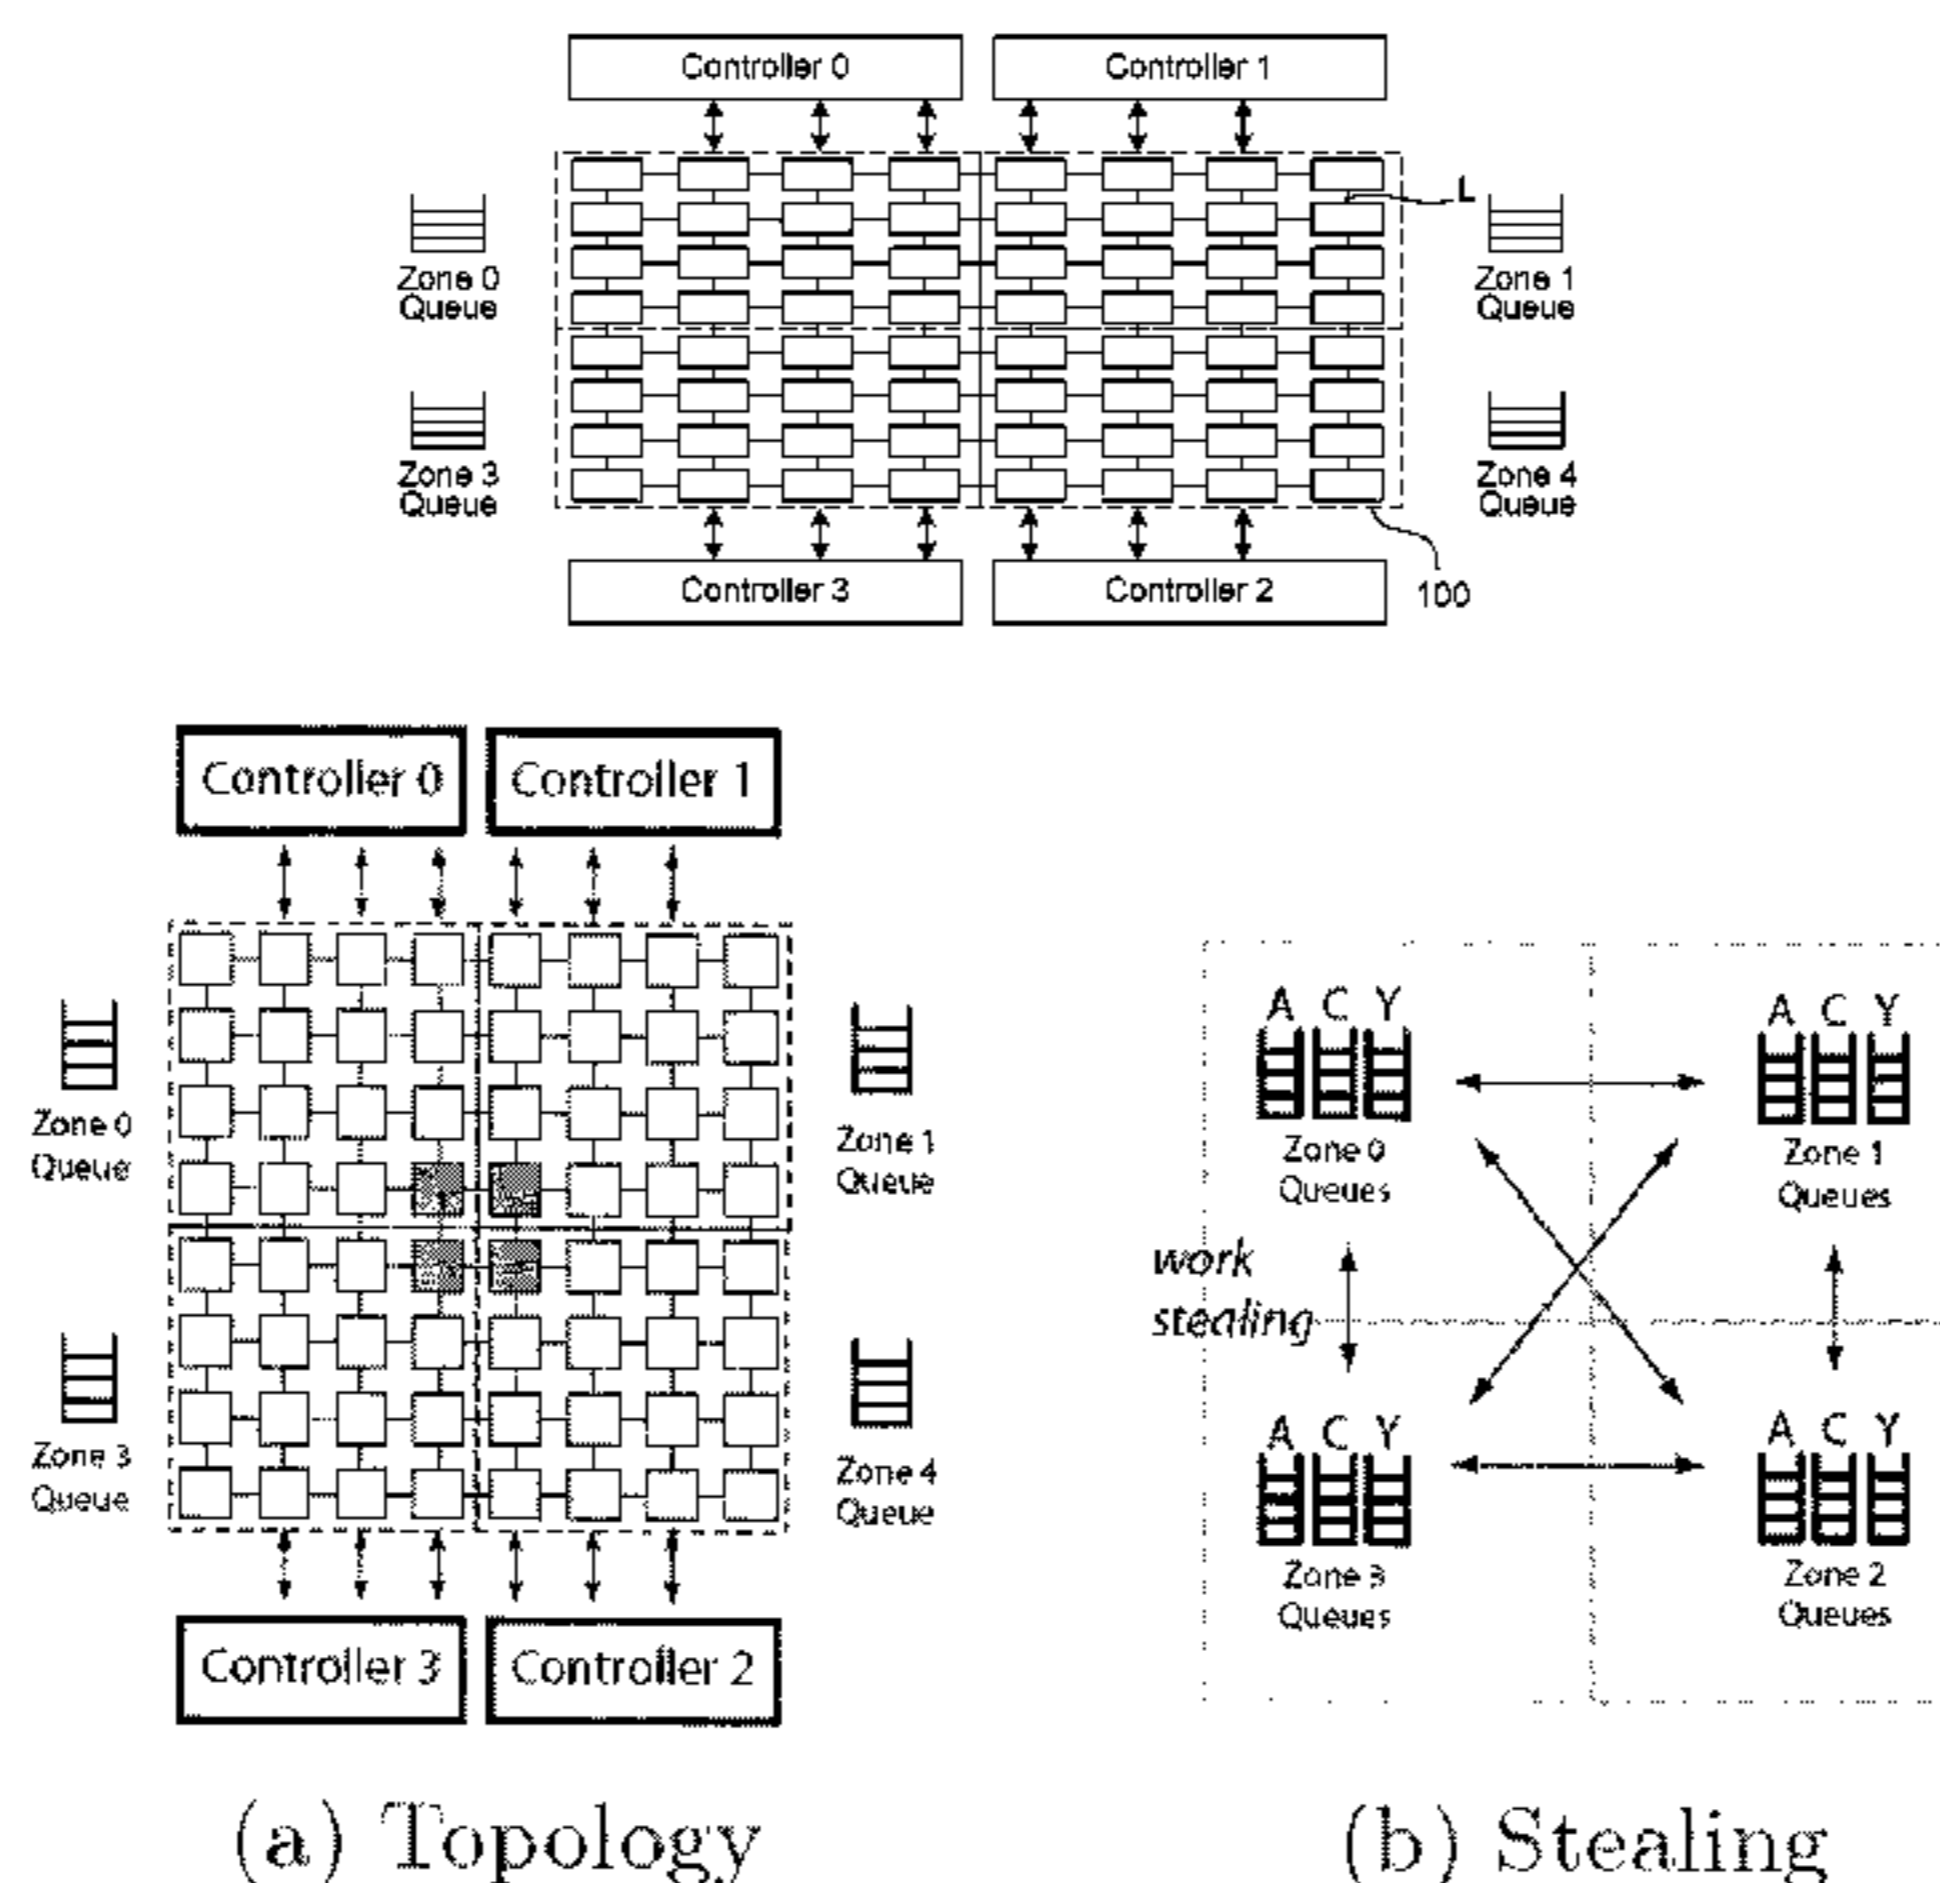 Controller 0 Controller 1
L
Zone 0 Queue
Zone 1 Queue
Zone 3 Queue
Zone 4 Queue
Controller 3 Controller 2
100
Controller 0 Controller 1
Zone 0 Queue
Zone 1 Queue
Zone 3 Queue
Zone 4 Queue
Controller 3 Controller 2
(a) Topology
A C Y
A C Y
Zone 0 Queues
Zone 1 Queues
work stealing
A C Y
A C Y
Zone 3 Queues
Zone 2 Queues
(b) Stealing